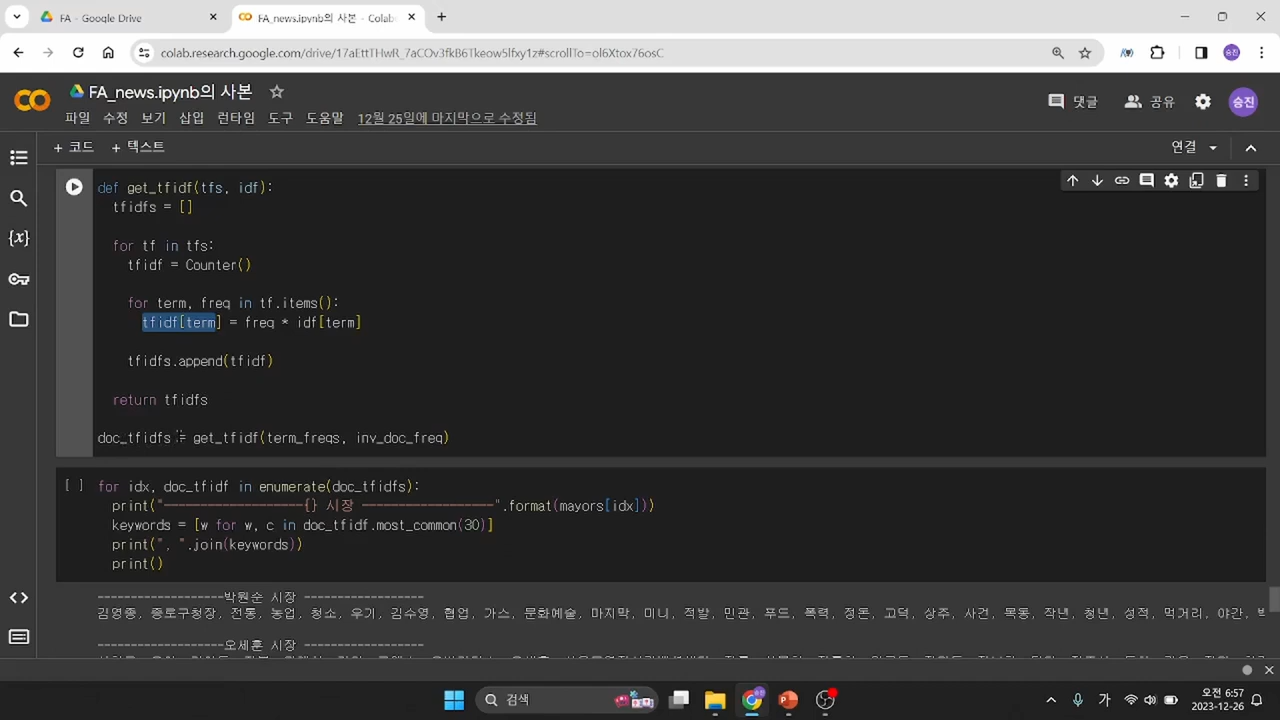 FA - Google Drive
FA_news.ipynb의 사본 - Colab
colab.research.google.com/drive/17aEttTHwR_7aCOv3fkB6Tkeow5lfxy1z#scrollTo=ol6Xtox76osC
승진
FA_news.ipynb의 사본
댓글
공유
승진
파일 수정 보기 삽입 런타임 도구 도움말 12월 25일에 마지막으로 수정됨
+ 코드 + 텍스트
연결
def get_tfidf(tfs, idf):
tfidfs = []
for tf in tfs:
tfidf = Counter()
for term, freq in tf.items():
tfidf[term] = freq * idf[term]
tfidfs.append(tfidf)
return tfidfs
doc_tfidfs = get_tfidf(term_freqs, inv_doc_freq)
[ ] for idx, doc_tfidf in enumerate(doc_tfidfs):
print("-------------------{} 시장 ------------------".format(mayors[idx]))
keywords = [w for w, c in doc_tfidf.most_common(30)]
print(", ".join(keywords))
print()
-------------------박원순 시장 ------------------
김영종, 종로구청장, 전통, 농업, 청소, 우기, 김수영, 협업, 가스, 문화예술, 마지막, 미니, 적발, 민관, 푸드, 폭력, 정돈, 고덕, 상주, 사건, 목동, 작년, 청년, 성적, 먹거리, 야간,
-------------------오세훈 시장 ------------------
검색
가
오전 6:57
2023-12-26